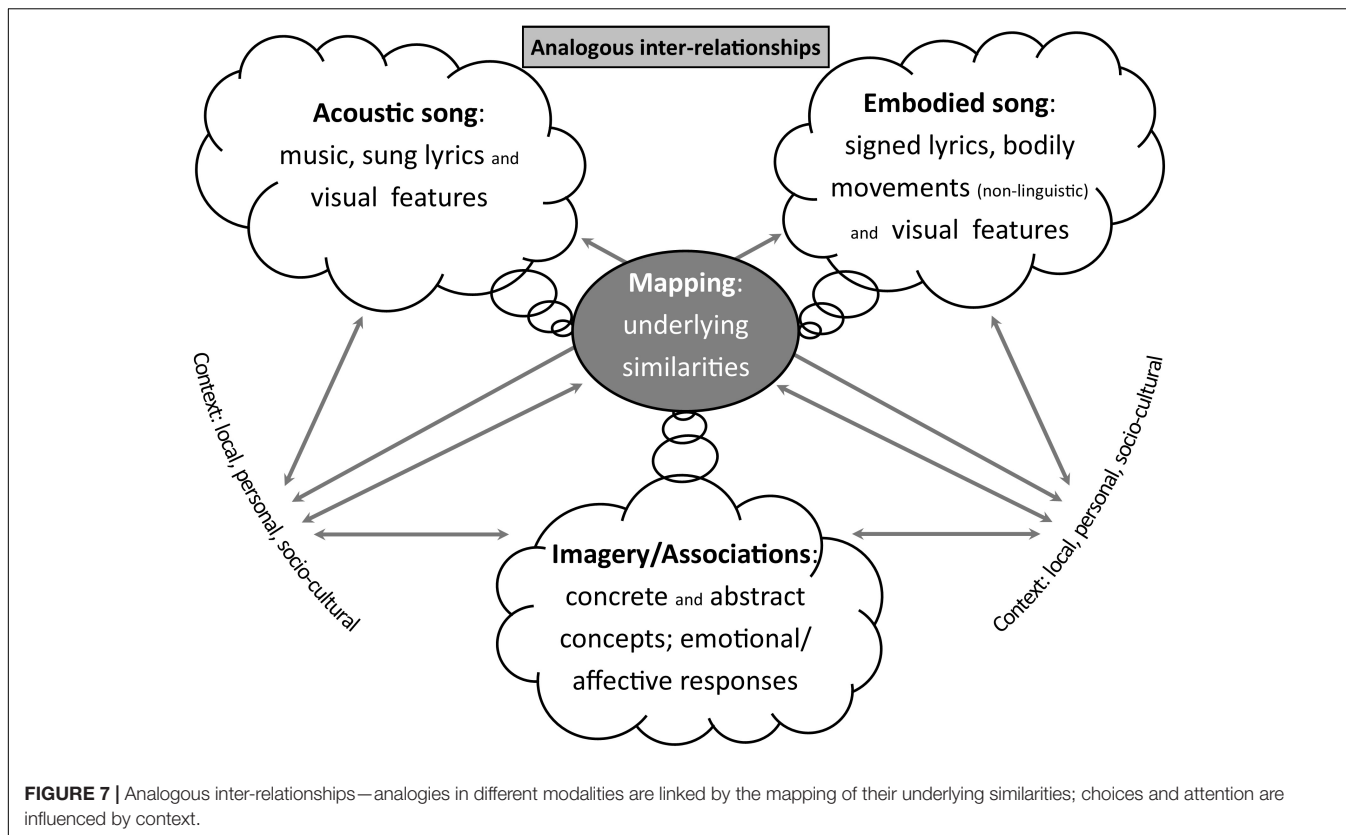 Analogous inter-relationships
Acoustic song:
music, sung lyrics and
visual features
Embodied song:
signed lyrics, bodily
movements (non-linguistic)
and visual features
Mapping:
underlying
similarities
Context: local, personal, socio-cultural
Context: local, personal, socio-cultural
Imagery/Associations:
concrete and abstract
concepts; emotional/
affective responses
FIGURE 7 | Analogous inter-relationships—analogies in different modalities are linked by the mapping of their underlying similarities; choices and attention are
influenced by context.